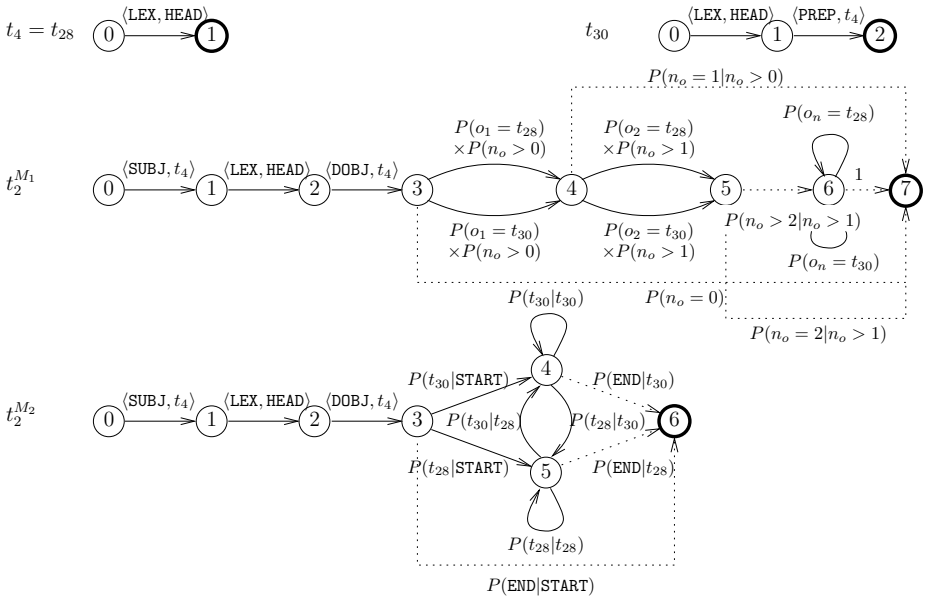 t₄ = t₂₈ 0 ⟨LEX, HEAD⟩ 1
t₃₀ 0 ⟨LEX, HEAD⟩ 1 ⟨PREP, t₄⟩ 2
P(nₒ = 1|nₒ > 0)
P(oₙ = t₂₈)
P(o₁ = t₂₈)
×P(nₒ > 0)
P(o₂ = t₂₈)
×P(nₒ > 1)
t₂^{M₁} 0 ⟨SUBJ, t₄⟩ 1 ⟨LEX, HEAD⟩ 2 ⟨DOBJ, t₄⟩ 3 4 5 6 1 7
P(nₒ > 2|nₒ > 1)
P(o₁ = t₃₀)
×P(nₒ > 0)
P(o₂ = t₃₀)
×P(nₒ > 1)
P(oₙ = t₃₀)
P(nₒ = 0)
P(nₒ = 2|nₒ > 1)
P(t₃₀|t₃₀)
4
P(t₃₀|START) P(END|t₃₀)
t₂^{M₂} 0 ⟨SUBJ, t₄⟩ 1 ⟨LEX, HEAD⟩ 2 ⟨DOBJ, t₄⟩ 3 P(t₃₀|t₂₈) P(t₂₈|t₃₀) 6
P(t₂₈|START) P(END|t₂₈)
5
P(t₂₈|t₂₈)
P(END|START)